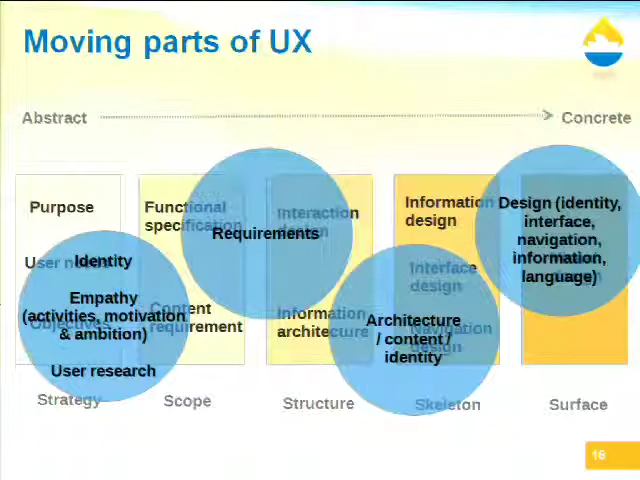 Moving parts of UX
Abstract
Concrete
Purpose
User needs
Objectives
Identity
Empathy
(activities, motivation
& ambition)
User research
Strategy
Functional
specification
Content
requirement
Scope
Requirements
Interaction
design
Information
architecture
Structure
Information
design
Interface
design
Navigation
design
Architecture
/ content /
identity
Skeleton
Design (identity,
interface,
navigation,
information,
language)
Surface
16